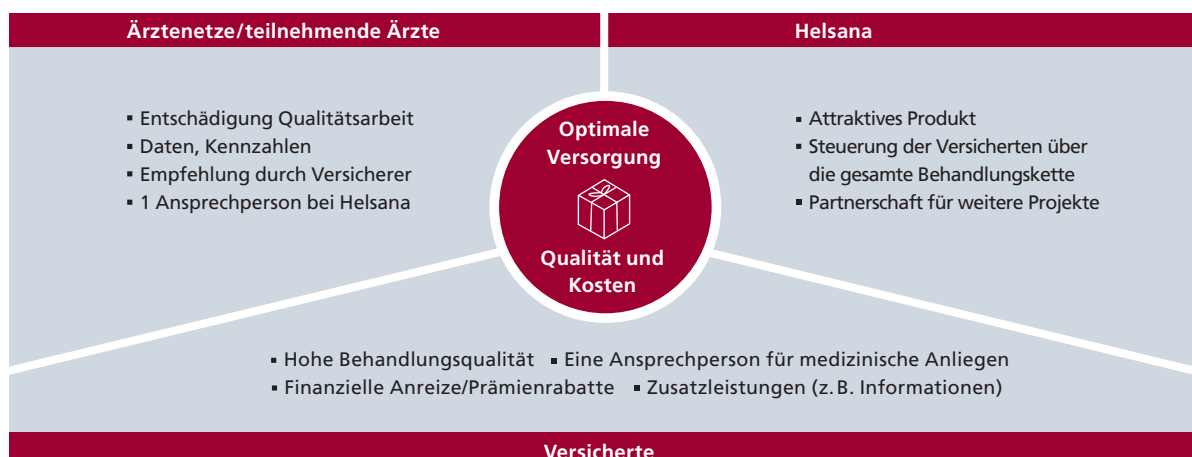 Ärztenetze/teilnehmende Ärzte
Helsana
▪ Entschädigung Qualitätsarbeit
▪ Daten, Kennzahlen
▪ Empfehlung durch Versicherer
▪ 1 Ansprechperson bei Helsana
Optimale
Versorgung
Qualität und
Kosten
▪ Attraktives Produkt
▪ Steuerung der Versicherten über
die gesamte Behandlungskette
▪ Partnerschaft für weitere Projekte
▪ Hohe Behandlungsqualität ▪ Eine Ansprechperson für medizinische Anliegen
▪ Finanzielle Anreize/Prämienrabatte ▪ Zusatzleistungen (z. B. Informationen)
Versicherte